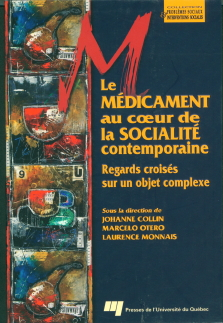 COLLECTION
PROBLÈMES SOCIAUX
INTERVENTIONS SOCIALES
Le
MÉDICAMENT
au cœur de
la SOCIALITÉ
contemporaine
Regards croisés
sur un objet complexe
Sous la direction de
JOHANNE COLLIN
MARCELO OTERO
LAURENCE MONNAIS
Presses de l'Université du Québec